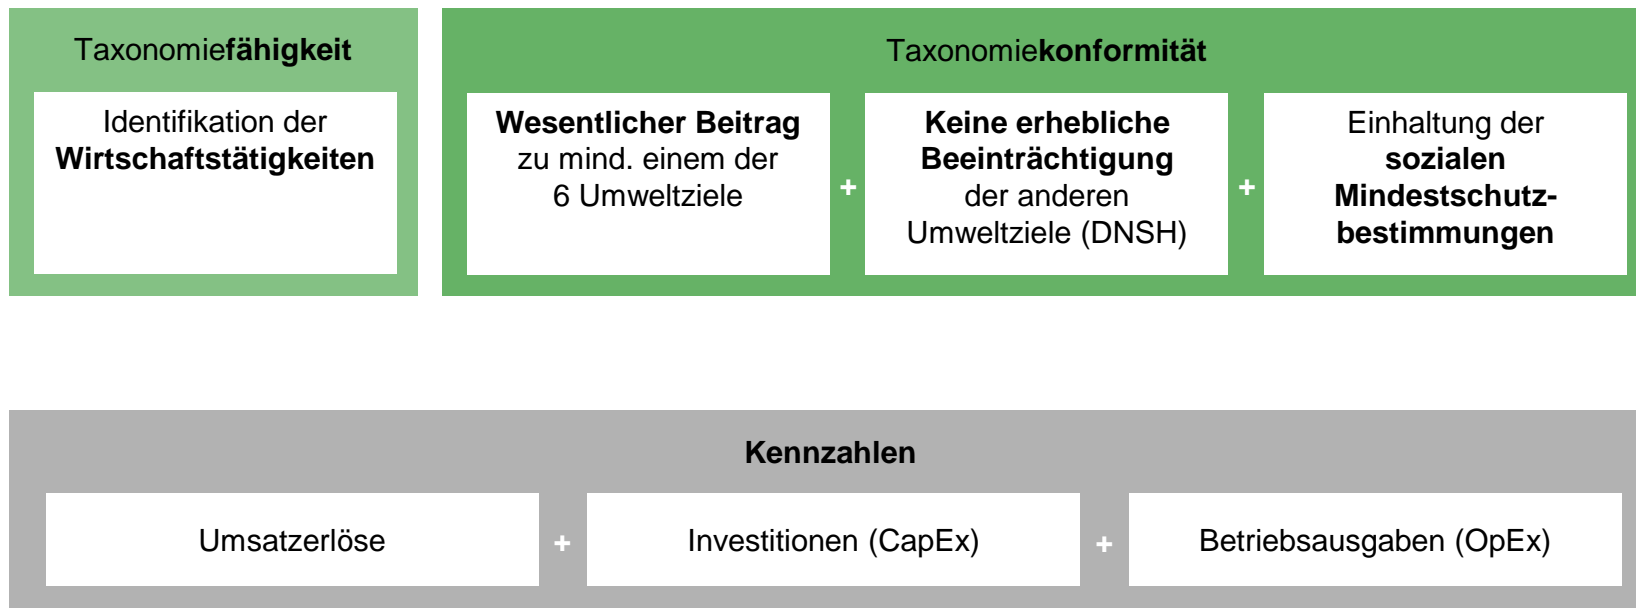 Taxonomiefähigkeit
Identifikation der
Wirtschaftstätigkeiten
Taxonomiekonformität
Wesentlicher Beitrag
zu mind. einem der
6 Umweltziele
+
Keine erhebliche
Beeinträchtigung
der anderen
Umweltziele (DNSH)
+
Einhaltung der
sozialen
Mindestschutz-
bestimmungen
Kennzahlen
Umsatzerlöse
+
Investitionen (CapEx)
+
Betriebsausgaben (OpEx)